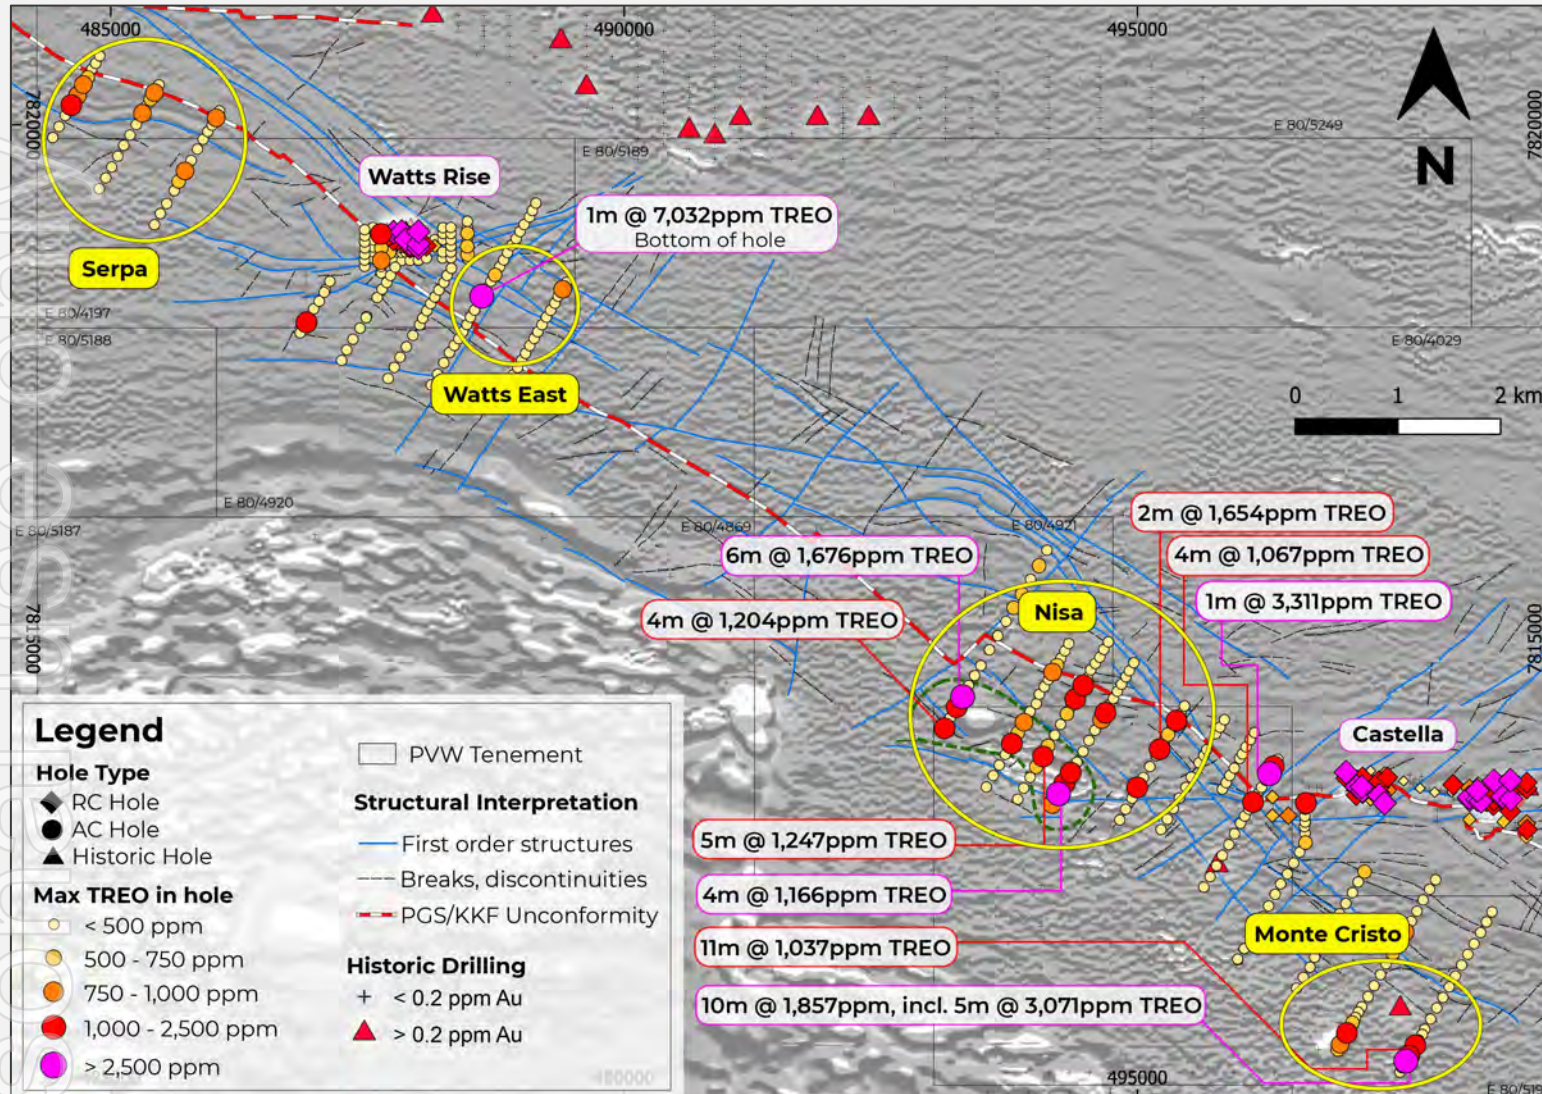 485000
490000
495000
7820000
7820000
E 80/5249
E 80/5189
N
Watts Rise
1m @ 7,032ppm TREO
Bottom of hole
Serpa
E 80/4197
E 80/5188
E 80/4029
Watts East
0 1 2 km
E 80/4920
E 80/5187
E 80/4869
E 80/4921
2m @ 1,654ppm TREO
6m @ 1,676ppm TREO
4m @ 1,067ppm TREO
1m @ 3,311ppm TREO
4m @ 1,204ppm TREO
Nisa
7815000
7815000
Castella
Legend
Hole Type
RC Hole
AC Hole
Historic Hole
Max TREO in hole
< 500 ppm
500 - 750 ppm
750 - 1,000 ppm
1,000 - 2,500 ppm
> 2,500 ppm
PVW Tenement
Structural Interpretation
First order structures
Breaks, discontinuities
PGS/KKF Unconformity
Historic Drilling
< 0.2 ppm Au
> 0.2 ppm Au
5m @ 1,247ppm TREO
4m @ 1,166ppm TREO
11m @ 1,037ppm TREO
Monte Cristo
10m @ 1,857ppm, incl. 5m @ 3,071ppm TREO
490000
495000
E 80/519